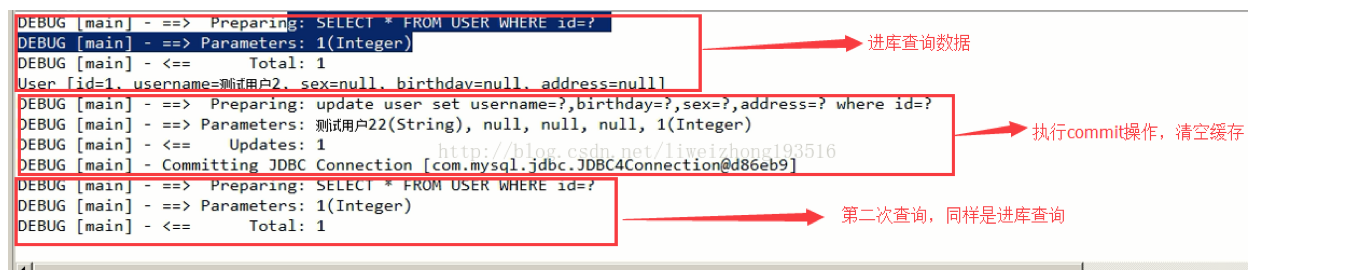 DEBUG [main] - ==>  Preparing: SELECT * FROM USER WHERE id=?
DEBUG [main] - ==> Parameters: 1(Integer)
进库查询数据
DEBUG [main] - <==      Total: 1
User [id=1, username=测试用户2, sex=null, birthday=null, address=null]
DEBUG [main] - ==>  Preparing: update user set username=?,birthday=?,sex=?,address=? where id=?
DEBUG [main] - ==> Parameters: 测试用户22(String), null, null, null, 1(Integer)
执行commit操作，清空缓存
DEBUG [main] - <==    Updates: 1
http://blog.csdn.net/liweizhong193516
DEBUG [main] - Committing JDBC Connection [com.mysql.jdbc.JDBC4Connection@d86eb9]
DEBUG [main] - ==>  Preparing: SELECT * FROM USER WHERE id=?
DEBUG [main] - ==> Parameters: 1(Integer)
第二次查询，同样是进库查询
DEBUG [main] - <==      Total: 1